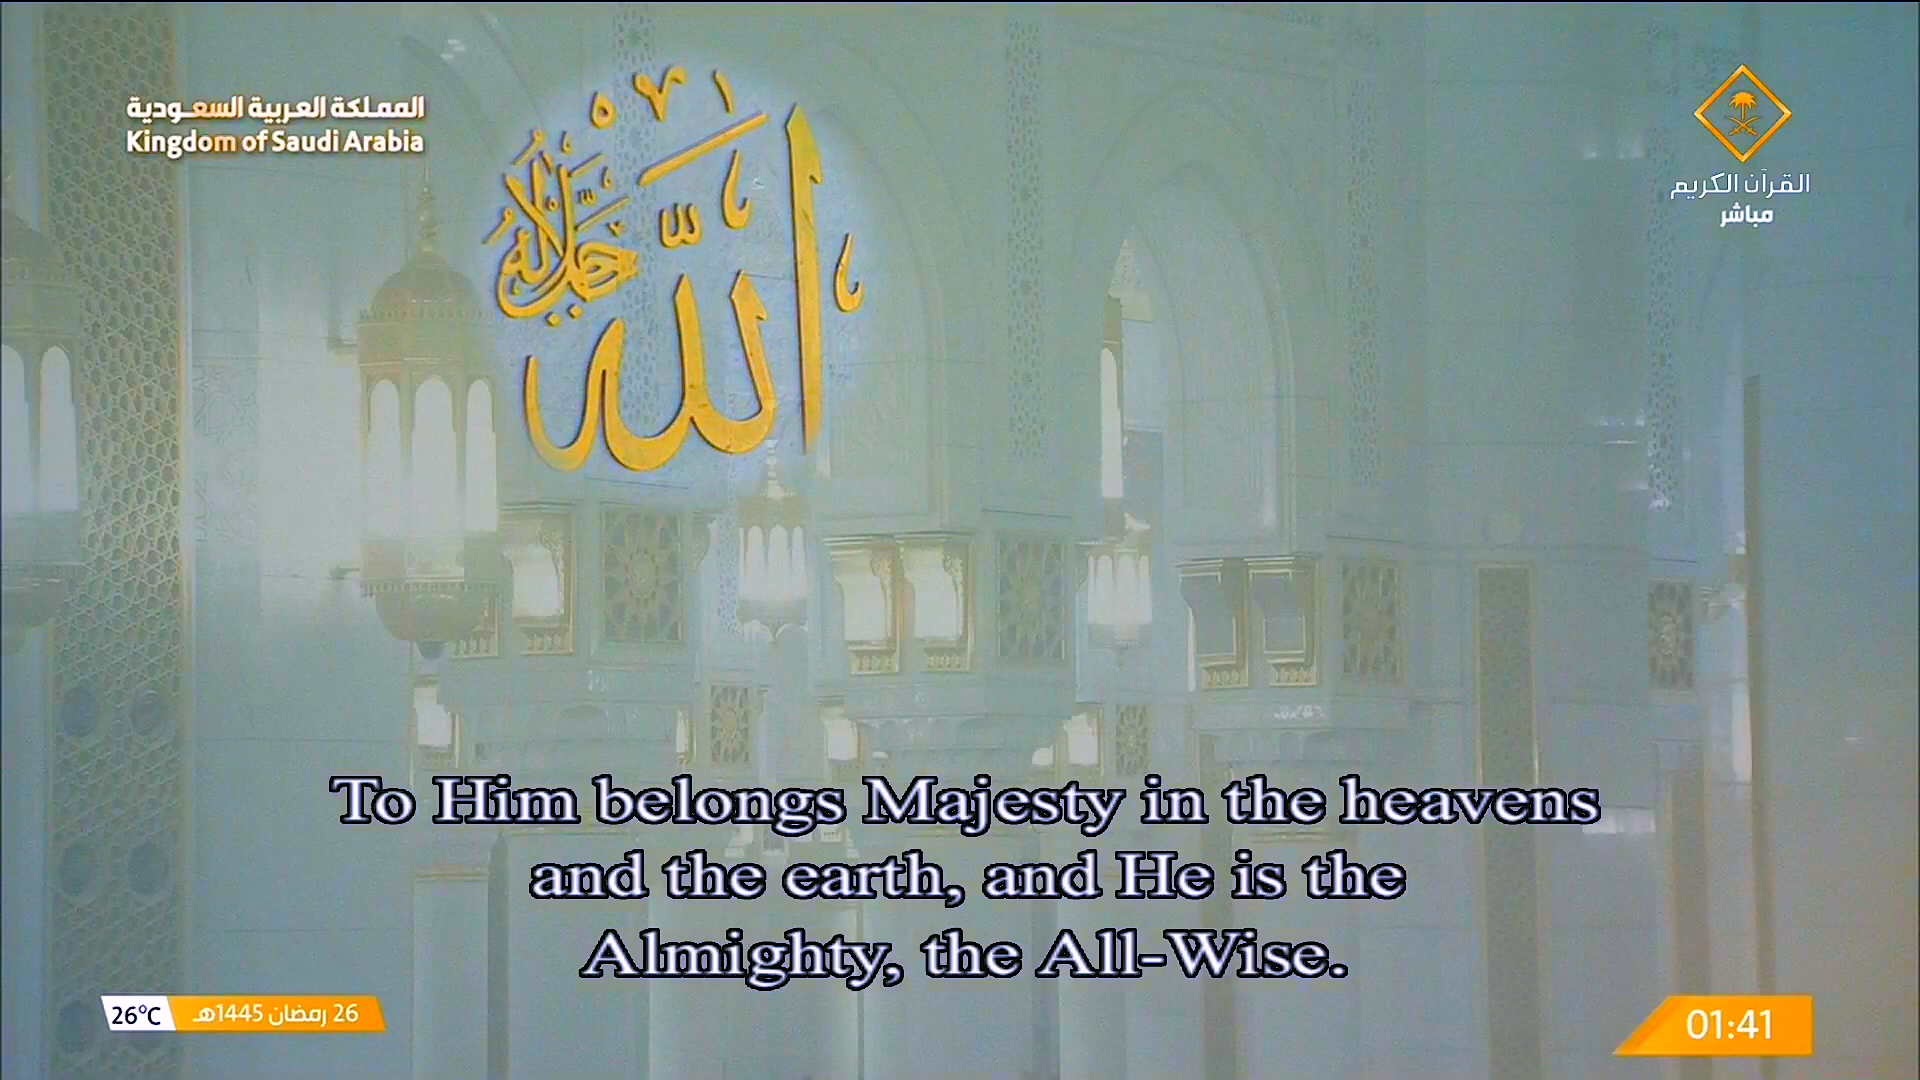 المملكة العربية السعودية
Kingdom of Saudi Arabia
الله
جل جلاله
القرآن الكريم
مباشر
To Him belongs Majesty in the heavens
and the earth, and He is the
Almighty, the All-Wise.
26°C
26 رمضان 1445هـ
01:41